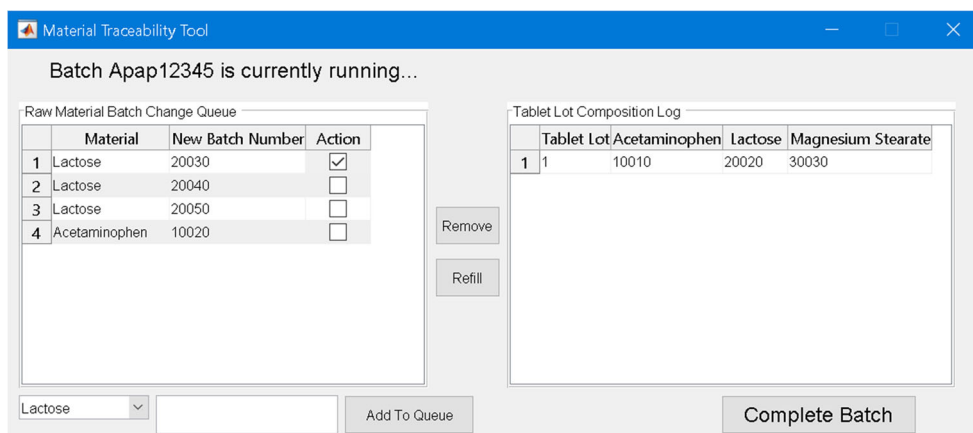 Material Traceability Tool
Batch Apap12345 is currently running...
Raw Material Batch Change Queue
Material New Batch Number Action
1 Lactose 20030
2 Lactose 20040
3 Lactose 20050
4 Acetaminophen 10020
Remove
Refill
Tablet Lot Composition Log
Tablet Lot Acetaminophen Lactose Magnesium Stearate
1 1 10010 20020 30030
Lactose
Add To Queue
Complete Batch